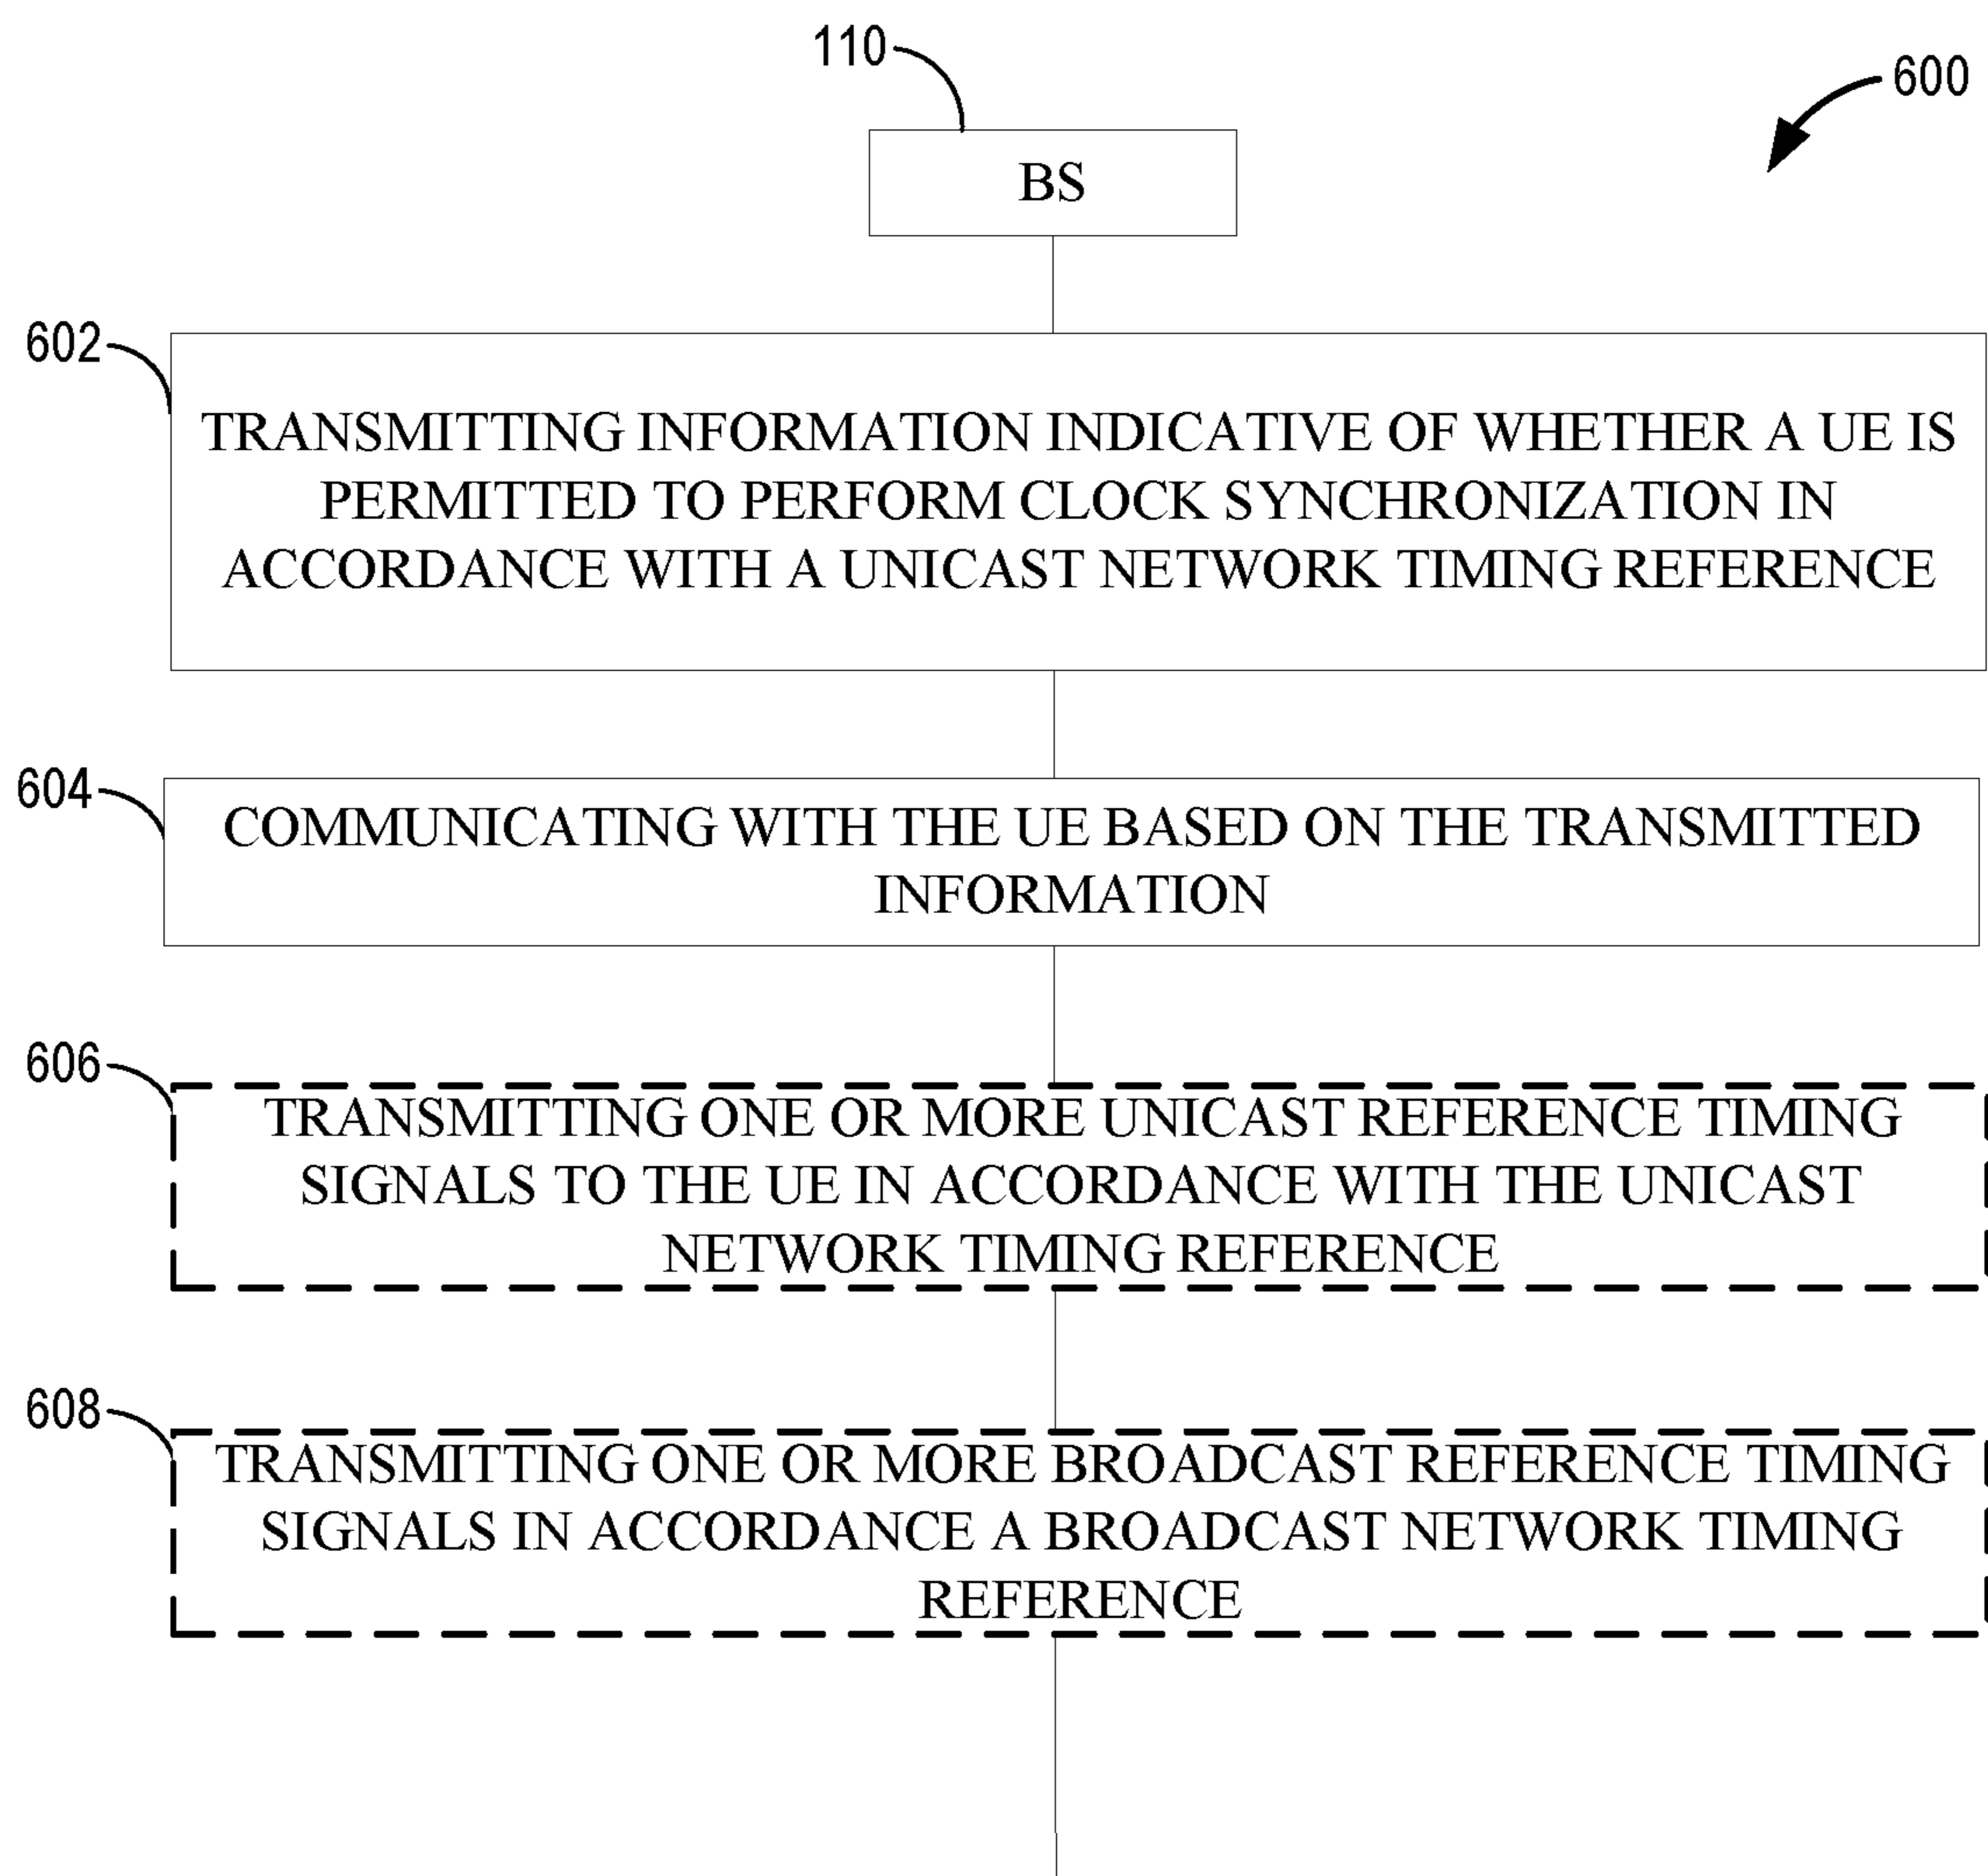 110
600
BS
602
TRANSMITTING INFORMATION INDICATIVE OF WHETHER A UE IS
PERMITTED TO PERFORM CLOCK SYNCHRONIZATION IN
ACCORDANCE WITH A UNICAST NETWORK TIMING REFERENCE
604
COMMUNICATING WITH THE UE BASED ON THE TRANSMITTED
INFORMATION
606
TRANSMITTING ONE OR MORE UNICAST REFERENCE TIMING
SIGNALS TO THE UE IN ACCORDANCE WITH THE UNICAST
NETWORK TIMING REFERENCE
608
TRANSMITTING ONE OR MORE BROADCAST REFERENCE TIMING
SIGNALS IN ACCORDANCE A BROADCAST NETWORK TIMING
REFERENCE